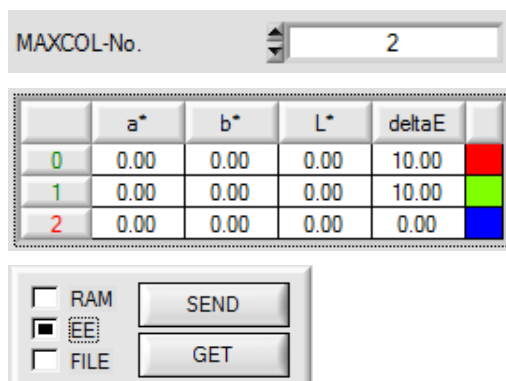 MAXCOL-No. 2
a* b* L* deltaE
0 0.00 0.00 0.00 10.00
1 0.00 0.00 0.00 10.00
2 0.00 0.00 0.00 0.00
RAM SEND
EE
FILE GET